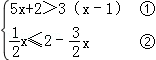 5x+2>3（x-1） ①
1/2x≤2-3/2x ②